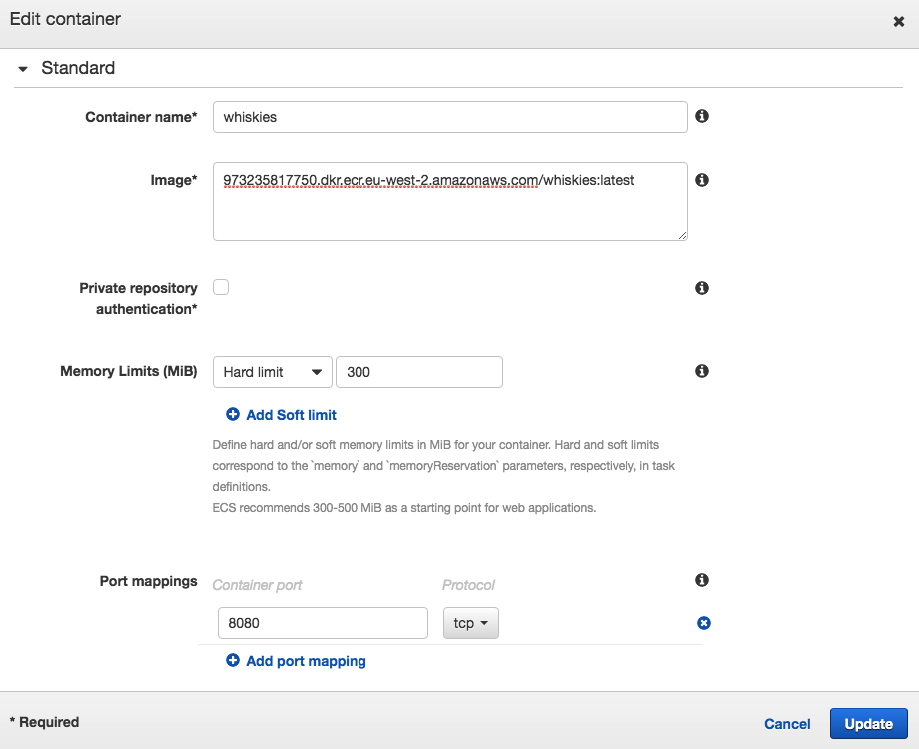 Edit container
Standard
Container name*
whiskies
Image*
973235817750.dkr.ecr.eu-west-2.amazonaws.com/whiskies:latest
Private repository
authentication*
Memory Limits (MiB)
Hard limit
300
Add Soft limit
Define hard and/or soft memory limits in MiB for your container. Hard and soft limits
correspond to the `memory` and `memoryReservation` parameters, respectively, in task
definitions.
ECS recommends 300-500 MiB as a starting point for web applications.
Port mappings
Container port
Protocol
8080
tcp
Add port mapping
* Required
Cancel
Update